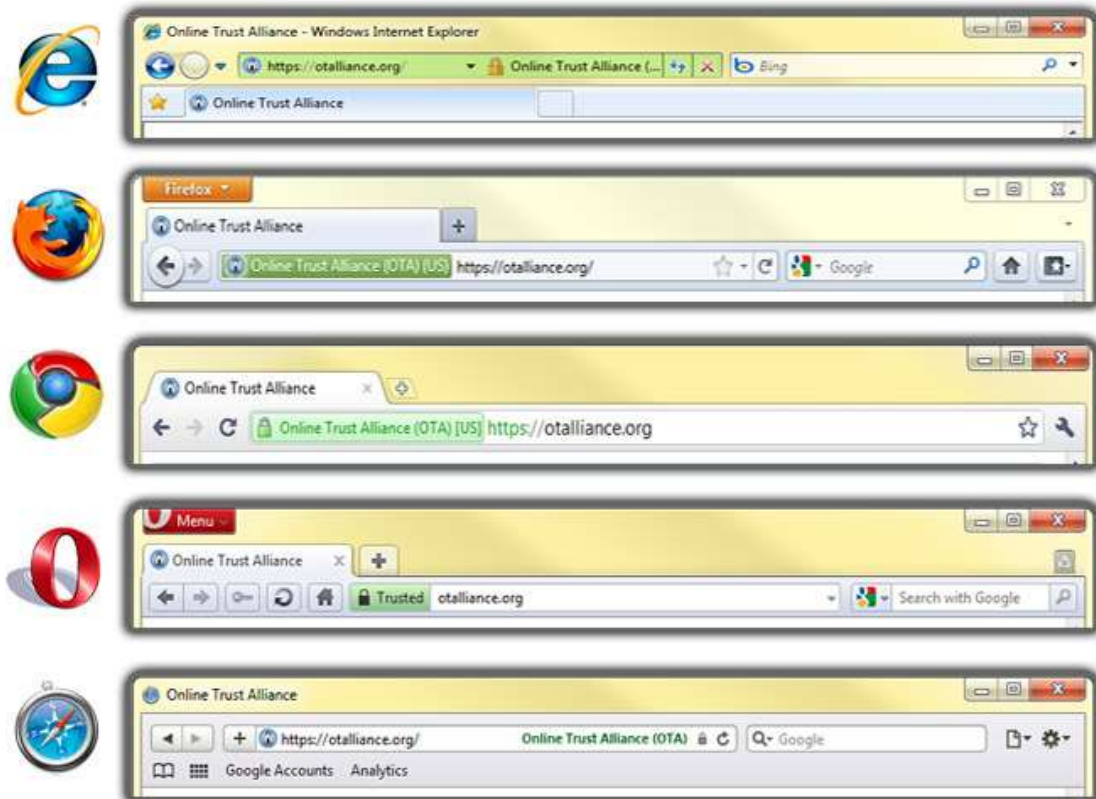 Online Trust Alliance - Windows Internet Explorer
https://otalliance.org/ Online Trust Alliance (... Bing
Online Trust Alliance
Firefox
Online Trust Alliance
Online Trust Alliance (OTA) (US) https://otalliance.org/ Google
Online Trust Alliance
Online Trust Alliance (OTA) [US] https://otalliance.org
Menu
Online Trust Alliance
Trusted otalliance.org Search with Google
Online Trust Alliance
https://otalliance.org/ Online Trust Alliance (OTA) Google
Google Accounts Analytics